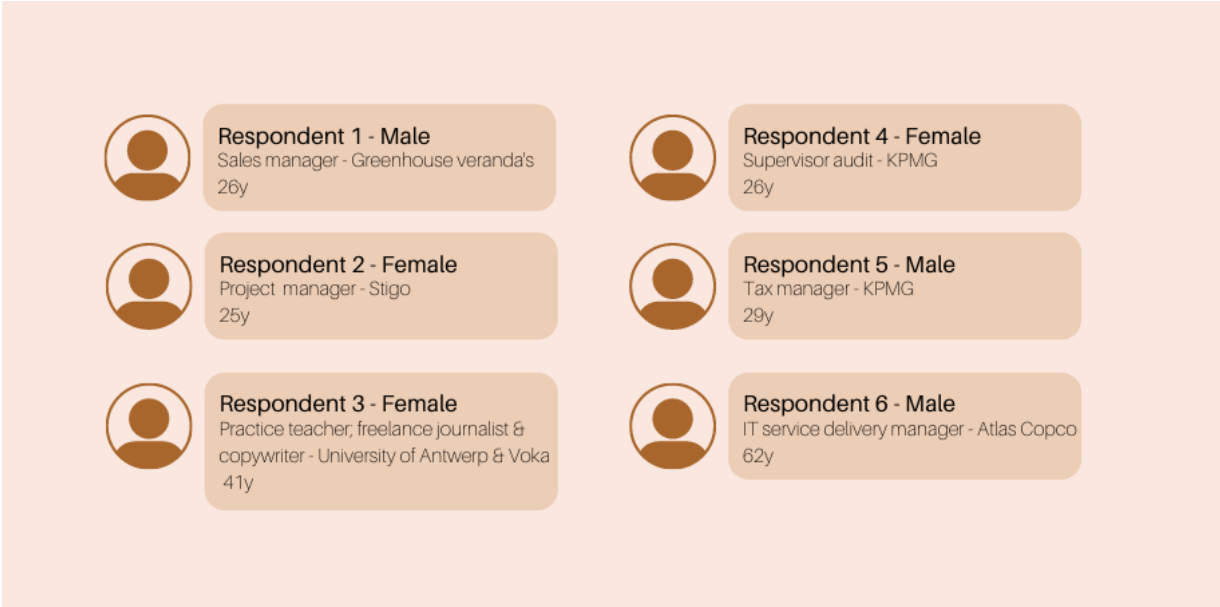 Respondent 1 - Male
Sales manager - Greenhouse veranda's
26y
Respondent 2 - Female
Project manager - Stigo
25y
Respondent 3 - Female
Practice teacher, freelance journalist &
copywriter - University of Antwerp & Voka
41y
Respondent 4 - Female
Supervisor audit - KPMG
26y
Respondent 5 - Male
Tax manager - KPMG
29y
Respondent 6 - Male
IT service delivery manager - Atlas Copco
62y